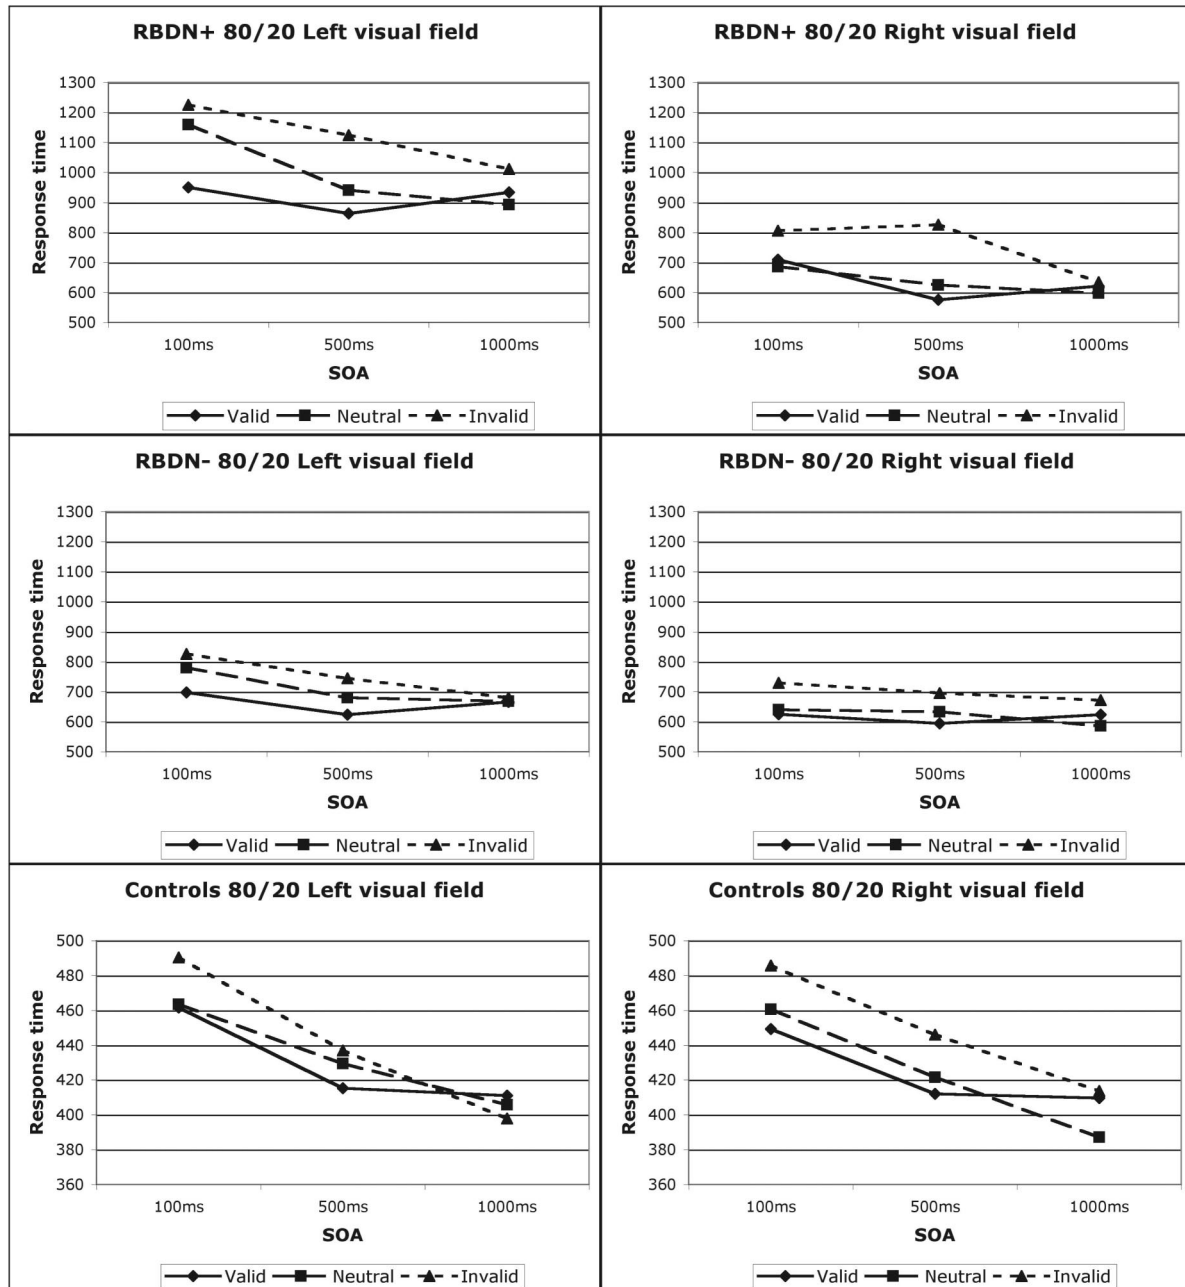 RBDN+ 80/20 Left visual field
Response time
1300
1200
1100
1000
900
800
700
600
500
100ms 500ms 1000ms
SOA
Valid Neutral Invalid
RBDN+ 80/20 Right visual field
Response time
1300
1200
1100
1000
900
800
700
600
500
100ms 500ms 1000ms
SOA
Valid Neutral Invalid
RBDN- 80/20 Left visual field
Response time
1300
1200
1100
1000
900
800
700
600
500
100ms 500ms 1000ms
SOA
Valid Neutral Invalid
RBDN- 80/20 Right visual field
Response time
1300
1200
1100
1000
900
800
700
600
500
100ms 500ms 1000ms
SOA
Valid Neutral Invalid
Controls 80/20 Left visual field
Response time
500
480
460
440
420
400
380
360
100ms 500ms 1000ms
SOA
Valid Neutral Invalid
Controls 80/20 Right visual field
Response time
500
480
460
440
420
400
380
360
100ms 500ms 1000ms
SOA
Valid Neutral Invalid